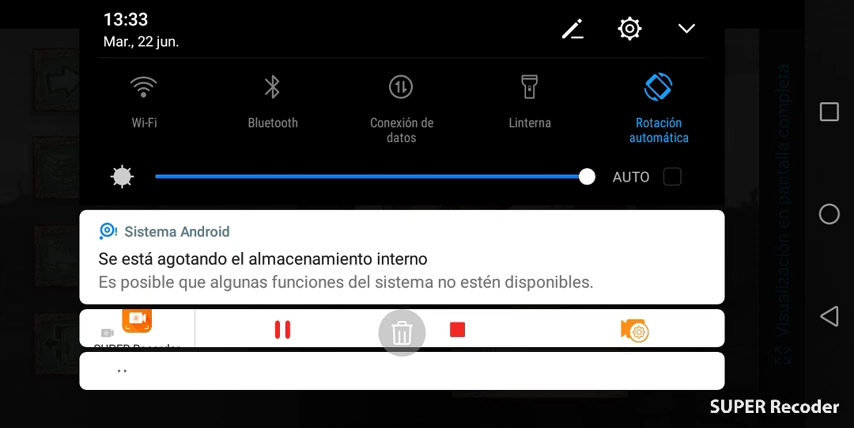 13:33
Mar., 22 jun.
Wi-Fi
Bluetooth
Conexión de
datos
Linterna
Rotación
automática
AUTO
Sistema Android
Se está agotando el almacenamiento interno
Es posible que algunas funciones del sistema no estén disponibles.
SUPER Recorder
Visualización en pantalla completa
SUPER Recoder